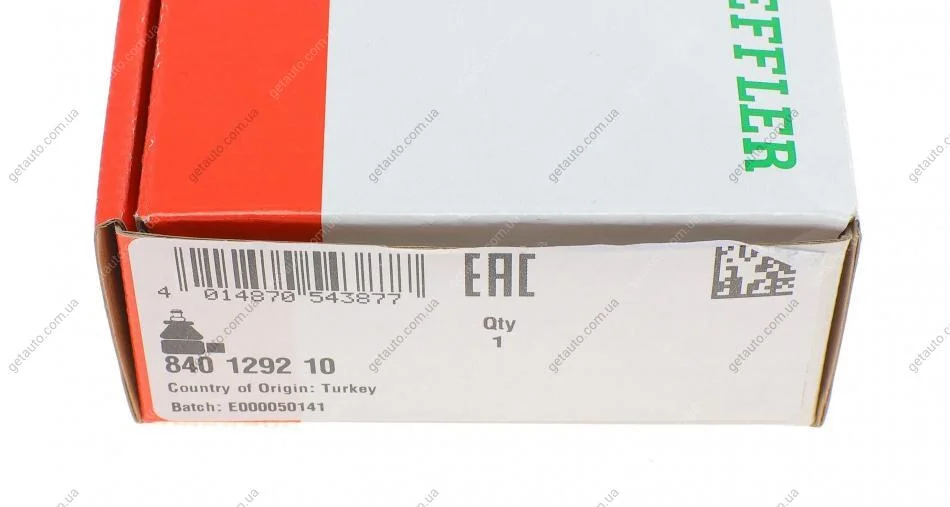 EFFLER
4 014870 543877
EAC
Qty
1
840 1292 10
Country of Origin: Turkey
Batch: E000050141
getauto.com.ua